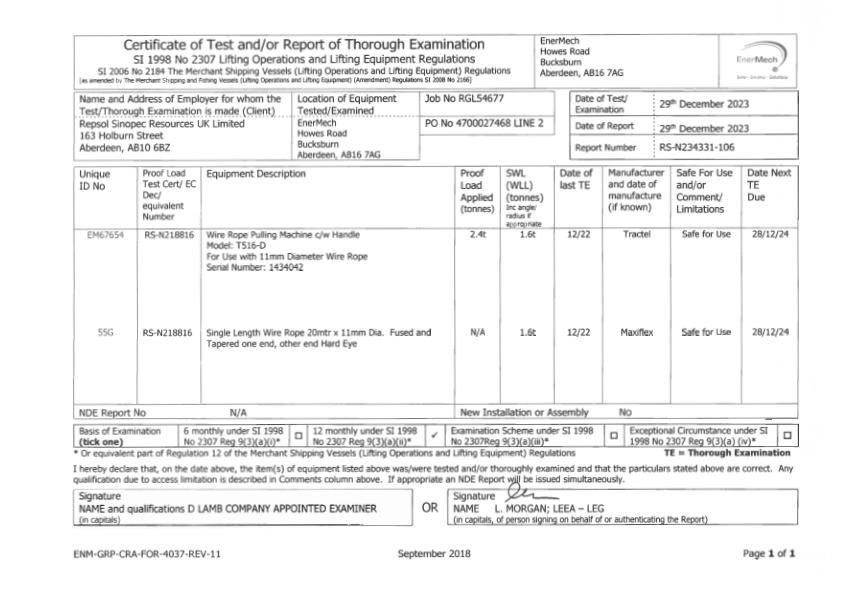 Certificate of Test and/or Report of Thorough Examination
SI 1998 No 2307 Lifting Operations and Lifting Equipment Regulations
SI 2006 No 2184 The Merchant Shipping Vessels (Lifting Operations and Lifting Equipment) Regulations
[as amended by The Merchant Shipping and Fishing Vessels (Lifting Operations and Lifting Equipment) (Amendment) Regulations SI 2008 No 2166]
EnerMech
Howes Road
Bucksburn
Aberdeen, AB16 7AG
EnerMech
Name and Address of Employer for whom the
Test/Thorough Examination is made (Client)
Repsol Sinopec Resources UK Limited
163 Holburn Street
Aberdeen, AB10 6BZ
Location of Equipment
Tested/Examined
EnerMech
Howes Road
Bucksburn
Aberdeen, AB16 7AG
Job No RGL54677
PO No 4700027468 LINE 2
Date of Test/
Examination
29th December 2023
Date of Report
29th December 2023
Report Number
RS-N234331-106
Unique
ID No
Proof Load
Test Cert/ EC
Dec/
equivalent
Number
Equipment Description
Proof
Load
Applied
(tonnes)
SWL
(WLL)
(tonnes)
Inc angle/
radius if
appropriate
Date of
last TE
Manufacturer
and date of
manufacture
(if known)
Safe For Use
and/or
Comment/
Limitations
Date Next
TE
Due
EM67654
RS-N218816
Wire Rope Pulling Machine c/w Handle
Model: T516-D
For Use with 11mm Diameter Wire Rope
Serial Number: 1434042
2.4t
1.6t
12/22
Tractel
Safe for Use
28/12/24
55G
RS-N218816
Single Length Wire Rope 20mtr x 11mm Dia. Fused and
Tapered one end, other end Hard Eye
N/A
1.6t
12/22
Maxiflex
Safe for Use
28/12/24
NDE Report No N/A
New Installation or Assembly No
Basis of Examination
(tick one)
6 monthly under SI 1998
No 2307 Reg 9(3)(a)(i)*
12 monthly under SI 1998
No 2307 Reg 9(3)(a)(ii)*
✓
Examination Scheme under SI 1998
No 2307Reg 9(3)(a)(iii)*
Exceptional Circumstance under SI
1998 No 2307 Reg 9(3)(a) (iv)*
* Or equivalent part of Regulation 12 of the Merchant Shipping Vessels (Lifting Operations and Lifting Equipment) Regulations
TE = Thorough Examination
I hereby declare that, on the date above, the item(s) of equipment listed above was/were tested and/or thoroughly examined and that the particulars stated above are correct. Any
qualification due to access limitation is described in Comments column above. If appropriate an NDE Report will be issued simultaneously.
Signature
NAME and qualifications D LAMB COMPANY APPOINTED EXAMINER
(in capitals)
OR
Signature
NAME L. MORGAN; LEEA – LEG
(in capitals, of person signing on behalf of or authenticating the Report)
ENM-GRP-CRA-FOR-4037-REV-11
September 2018
Page 1 of 1